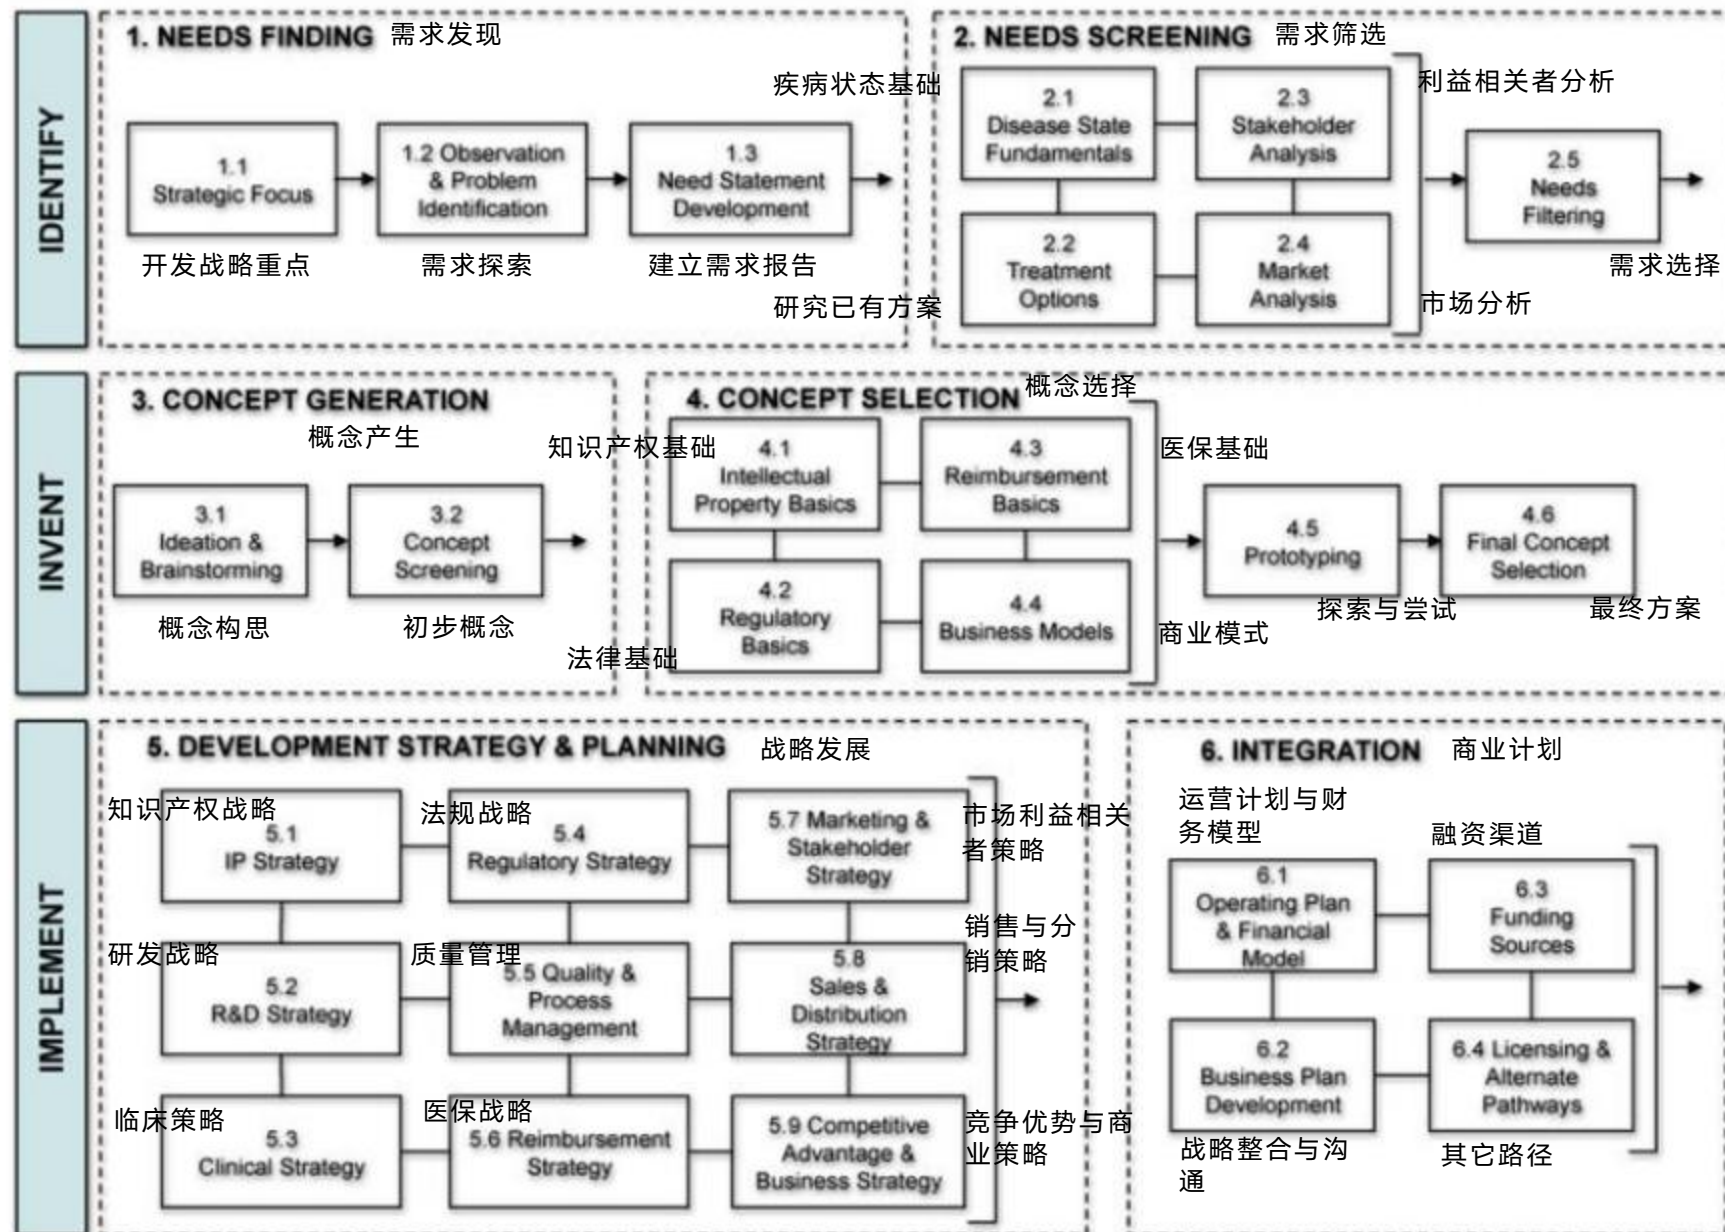 IDENTIFY
1. NEEDS FINDING 需求发现
1.1
Strategic Focus
开发战略重点
1.2 Observation
& Problem
Identification
需求探索
1.3
Need Statement
Development
建立需求报告
2. NEEDS SCREENING 需求筛选
疾病状态基础
2.1
Disease State
Fundamentals
2.3
Stakeholder
Analysis
利益相关者分析
研究已有方案
2.2
Treatment
Options
2.4
Market
Analysis
市场分析
2.5
Needs
Filtering
需求选择
INVENT
3. CONCEPT GENERATION
概念产生
3.1
Ideation &
Brainstorming
概念构思
3.2
Concept
Screening
初步概念
4. CONCEPT SELECTION 概念选择
知识产权基础
4.1
Intellectual
Property Basics
4.3
Reimbursement
Basics
医保基础
法律基础
4.2
Regulatory
Basics
4.4
Business Models
商业模式
4.5
Prototyping
探索与尝试
4.6
Final Concept
Selection
最终方案
IMPLEMENT
5. DEVELOPMENT STRATEGY & PLANNING 战略发展
知识产权战略
5.1
IP Strategy
法规战略
5.4
Regulatory Strategy
5.7 Marketing &
Stakeholder
Strategy
市场利益相关
者策略
研发战略
5.2
R&D Strategy
质量管理
5.5 Quality &
Process
Management
5.8
Sales &
Distribution
Strategy
销售与分
销策略
临床策略
5.3
Clinical Strategy
医保战略
5.6 Reimbursement
Strategy
5.9 Competitive
Advantage &
Business Strategy
竞争优势与商
业策略
6. INTEGRATION 商业计划
运营计划与财
务模型
6.1
Operating Plan
& Financial
Model
融资渠道
6.3
Funding
Sources
6.2
Business Plan
Development
战略整合与沟
通
6.4 Licensing &
Alternate
Pathways
其它路径